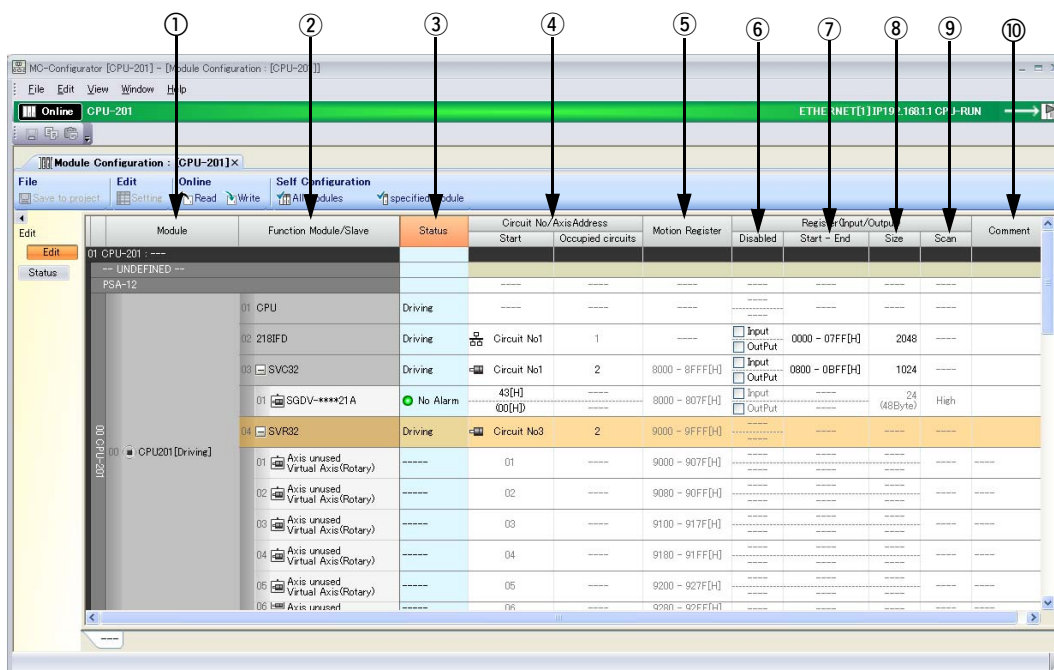 ① ② ③ ④ ⑤ ⑥ ⑦ ⑧ ⑨ ⑩
MC-Configurator [CPU-201] - [Module Configuration : [CPU-201]]
File Edit View Window Help
Online CPU-201 ETHERNET[1] IP192.168.1.1 CPU-RUN
Module Configuration : [CPU-201]×
File Edit Online Self Configuration
Save to project Setting Read Write All modules specified module
Edit
Edit
Status
Module Function Module/Slave Status Circuit No/AxisAddress Motion Register Register(Input/Output) Comment
Start Occupied circuits Disabled Start - End Size Scan
01 CPU-201 : ---
-- UNDEFINED --
PSA-12 ---- ---- ---- ---- ---- ---- ----
00 CPU-201
00 CPU201[Driving]
01 CPU Driving ---- ---- ---- ---- ---- ---- ---- ----
02 218IFD Driving Circuit No1 1 ---- Input OutPut 0000 - 07FF[H] 2048 ----
03 SVC32 Driving Circuit No1 2 8000 - 8FFF[H] Input OutPut 0800 - 0BFF[H] 1024 ----
01 SGDV-****21A No Alarm 43[H] (00[H]) ---- ---- 8000 - 807F[H] Input OutPut ---- ---- 24 (48Byte) High
04 SVR32 Driving Circuit No3 2 9000 - 9FFF[H] ---- ---- ---- ---- ----
01 Axis unused Virtual Axis(Rotary) ----- 01 ---- 9000 - 907F[H] ---- ---- ---- ---- ---- ---- ---- ----
02 Axis unused Virtual Axis(Rotary) ----- 02 ---- 9080 - 90FF[H] ---- ---- ---- ---- ---- ---- ---- ----
03 Axis unused Virtual Axis(Rotary) ----- 03 ---- 9100 - 917F[H] ---- ---- ---- ---- ---- ---- ---- ----
04 Axis unused Virtual Axis(Rotary) ----- 04 ---- 9180 - 91FF[H] ---- ---- ---- ---- ---- ---- ---- ----
05 Axis unused Virtual Axis(Rotary) ----- 05 ---- 9200 - 927F[H] ---- ---- ---- ---- ---- ---- ---- ----
06 Axis unused ----- 06 ---- 9280 - 92FF[H] ---- ---- ---- ---- ----
---